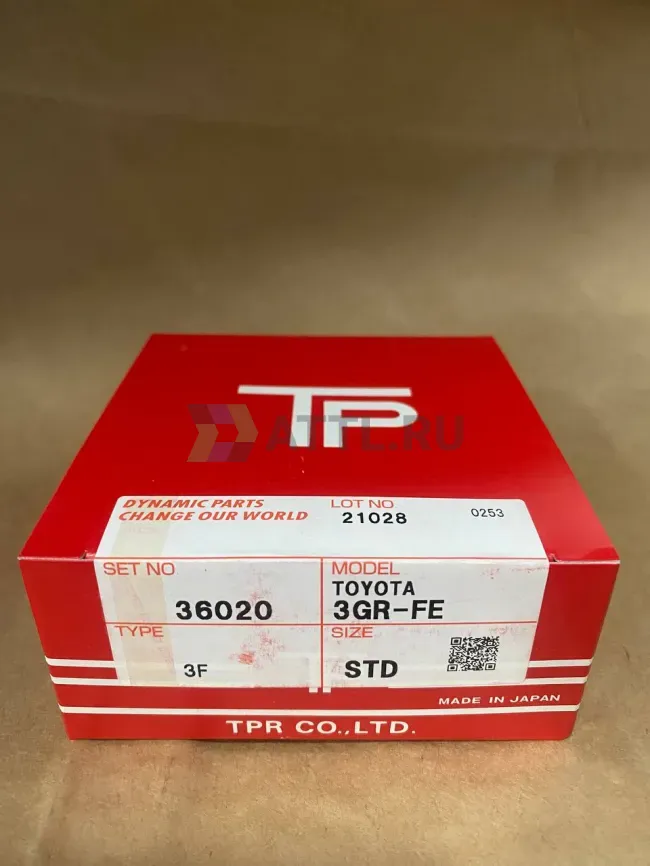 TP
ATTL.RU
DYNAMIC PARTS
CHANGE OUR WORLD
LOT NO
21028
0253
SET NO
36020
MODEL
TOYOTA
3GR-FE
TYPE
3F
SIZE
STD
MADE IN JAPAN
TPR CO.,LTD.